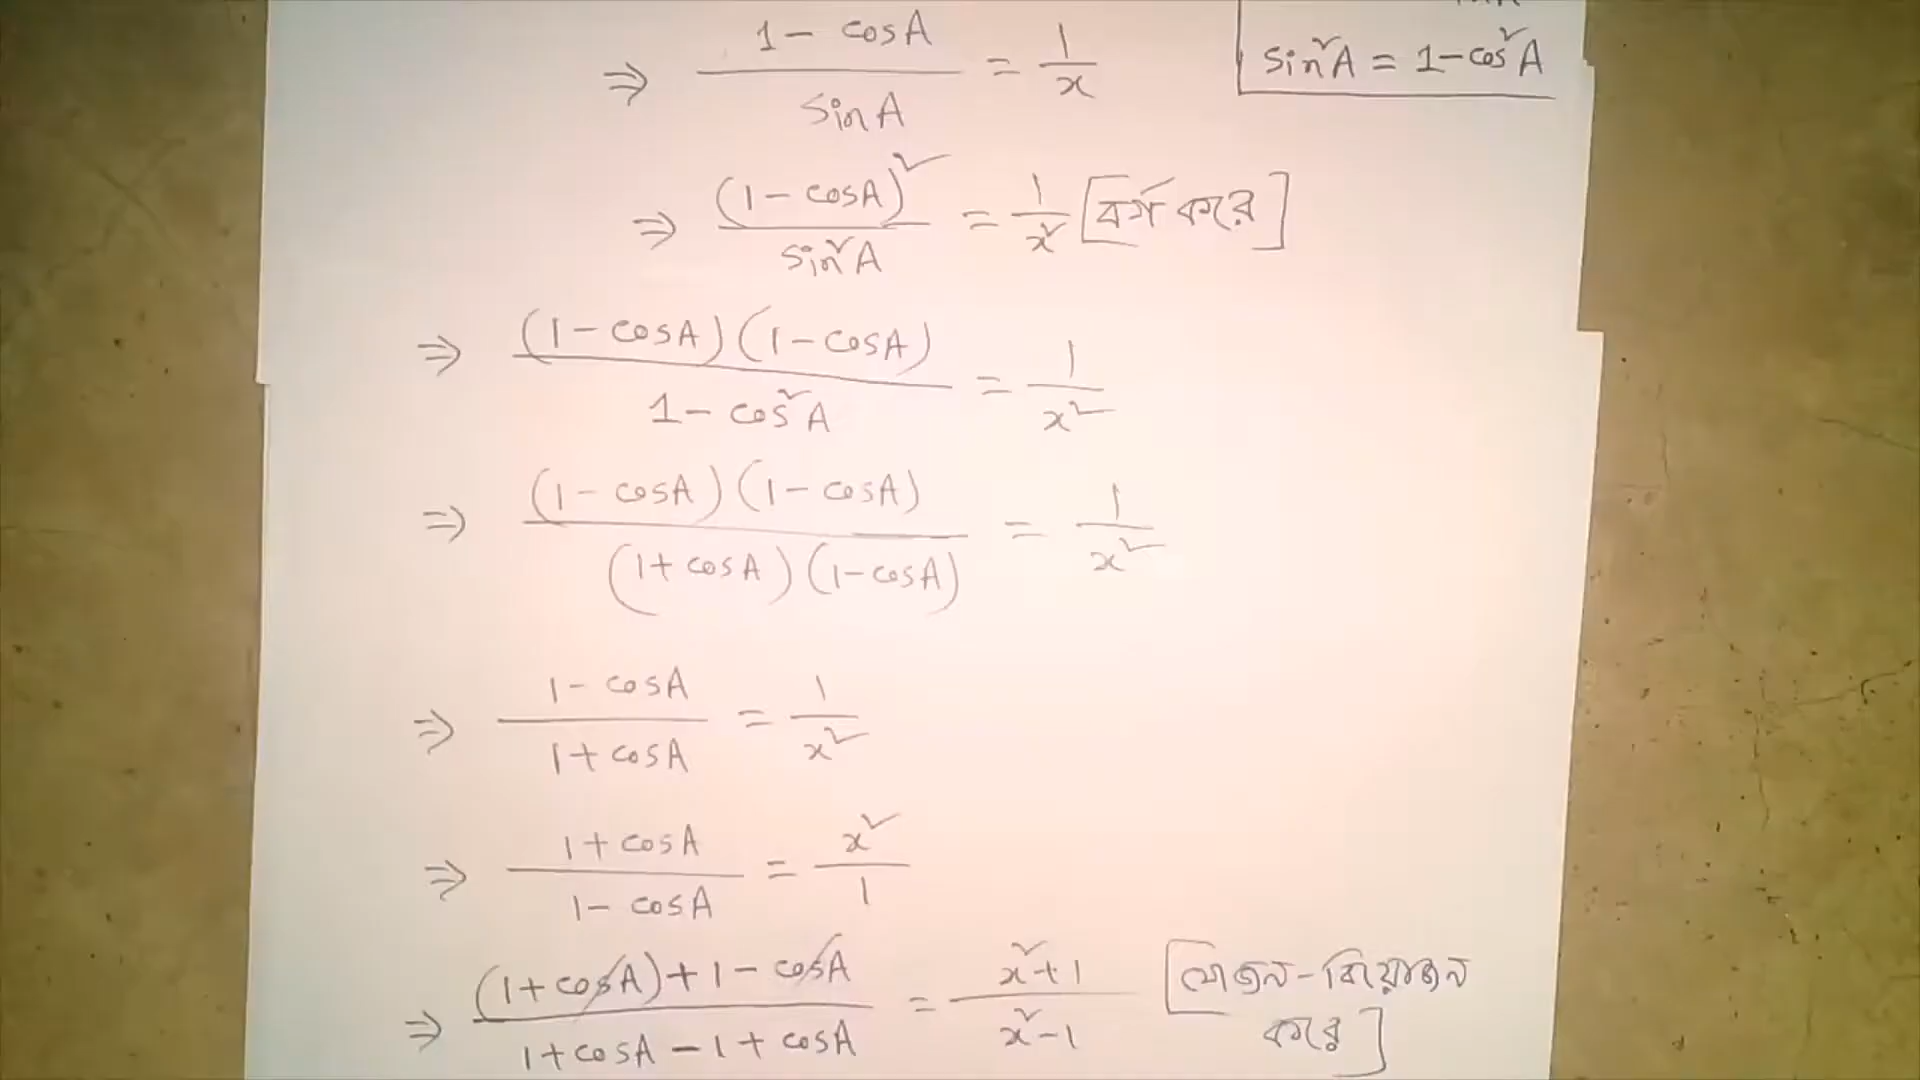 ⇒ (1 - cosA)/(sinA) = 1/x
sin²A = 1-cos²A
⇒ (1 - cosA)²/(sin²A) = 1/x² [বর্গ করে]
⇒ (1-cosA)(1-cosA)/(1 - cos²A) = 1/x²
⇒ (1-cosA)(1-cosA)/((1+cosA)(1-cosA)) = 1/x²
⇒ (1 - cosA)/(1+cosA) = 1/x²
⇒ (1+cosA)/(1- cosA) = x²/1
⇒ ((1+cosA)+1-cosA)/(1+cosA-1+cosA) = (x²+1)/(x²-1) [যোজন-বিয়োজন
করে]